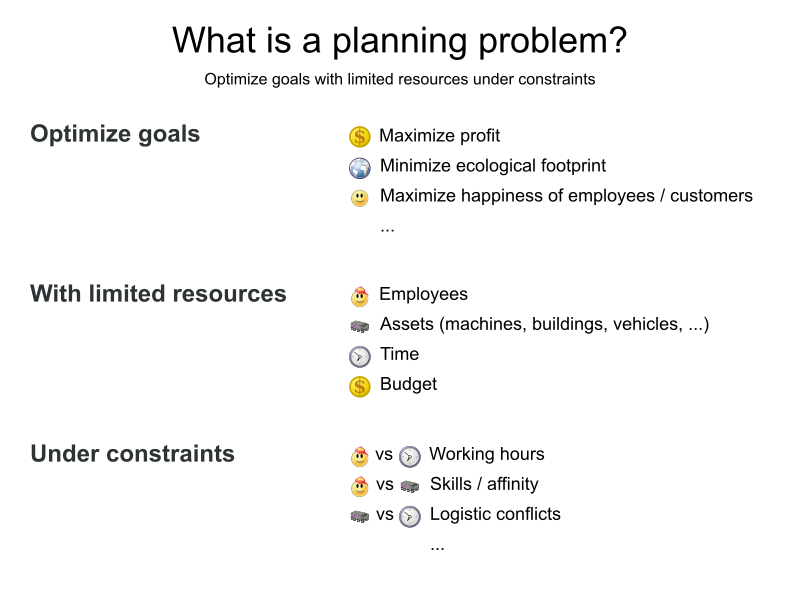 What is a planning problem?
Optimize goals with limited resources under constraints
Optimize goals
Maximize profit
Minimize ecological footprint
Maximize happiness of employees / customers
...
With limited resources
Employees
Assets (machines, buildings, vehicles, ...)
Time
Budget
Under constraints
vs Working hours
vs Skills / affinity
vs Logistic conflicts
...